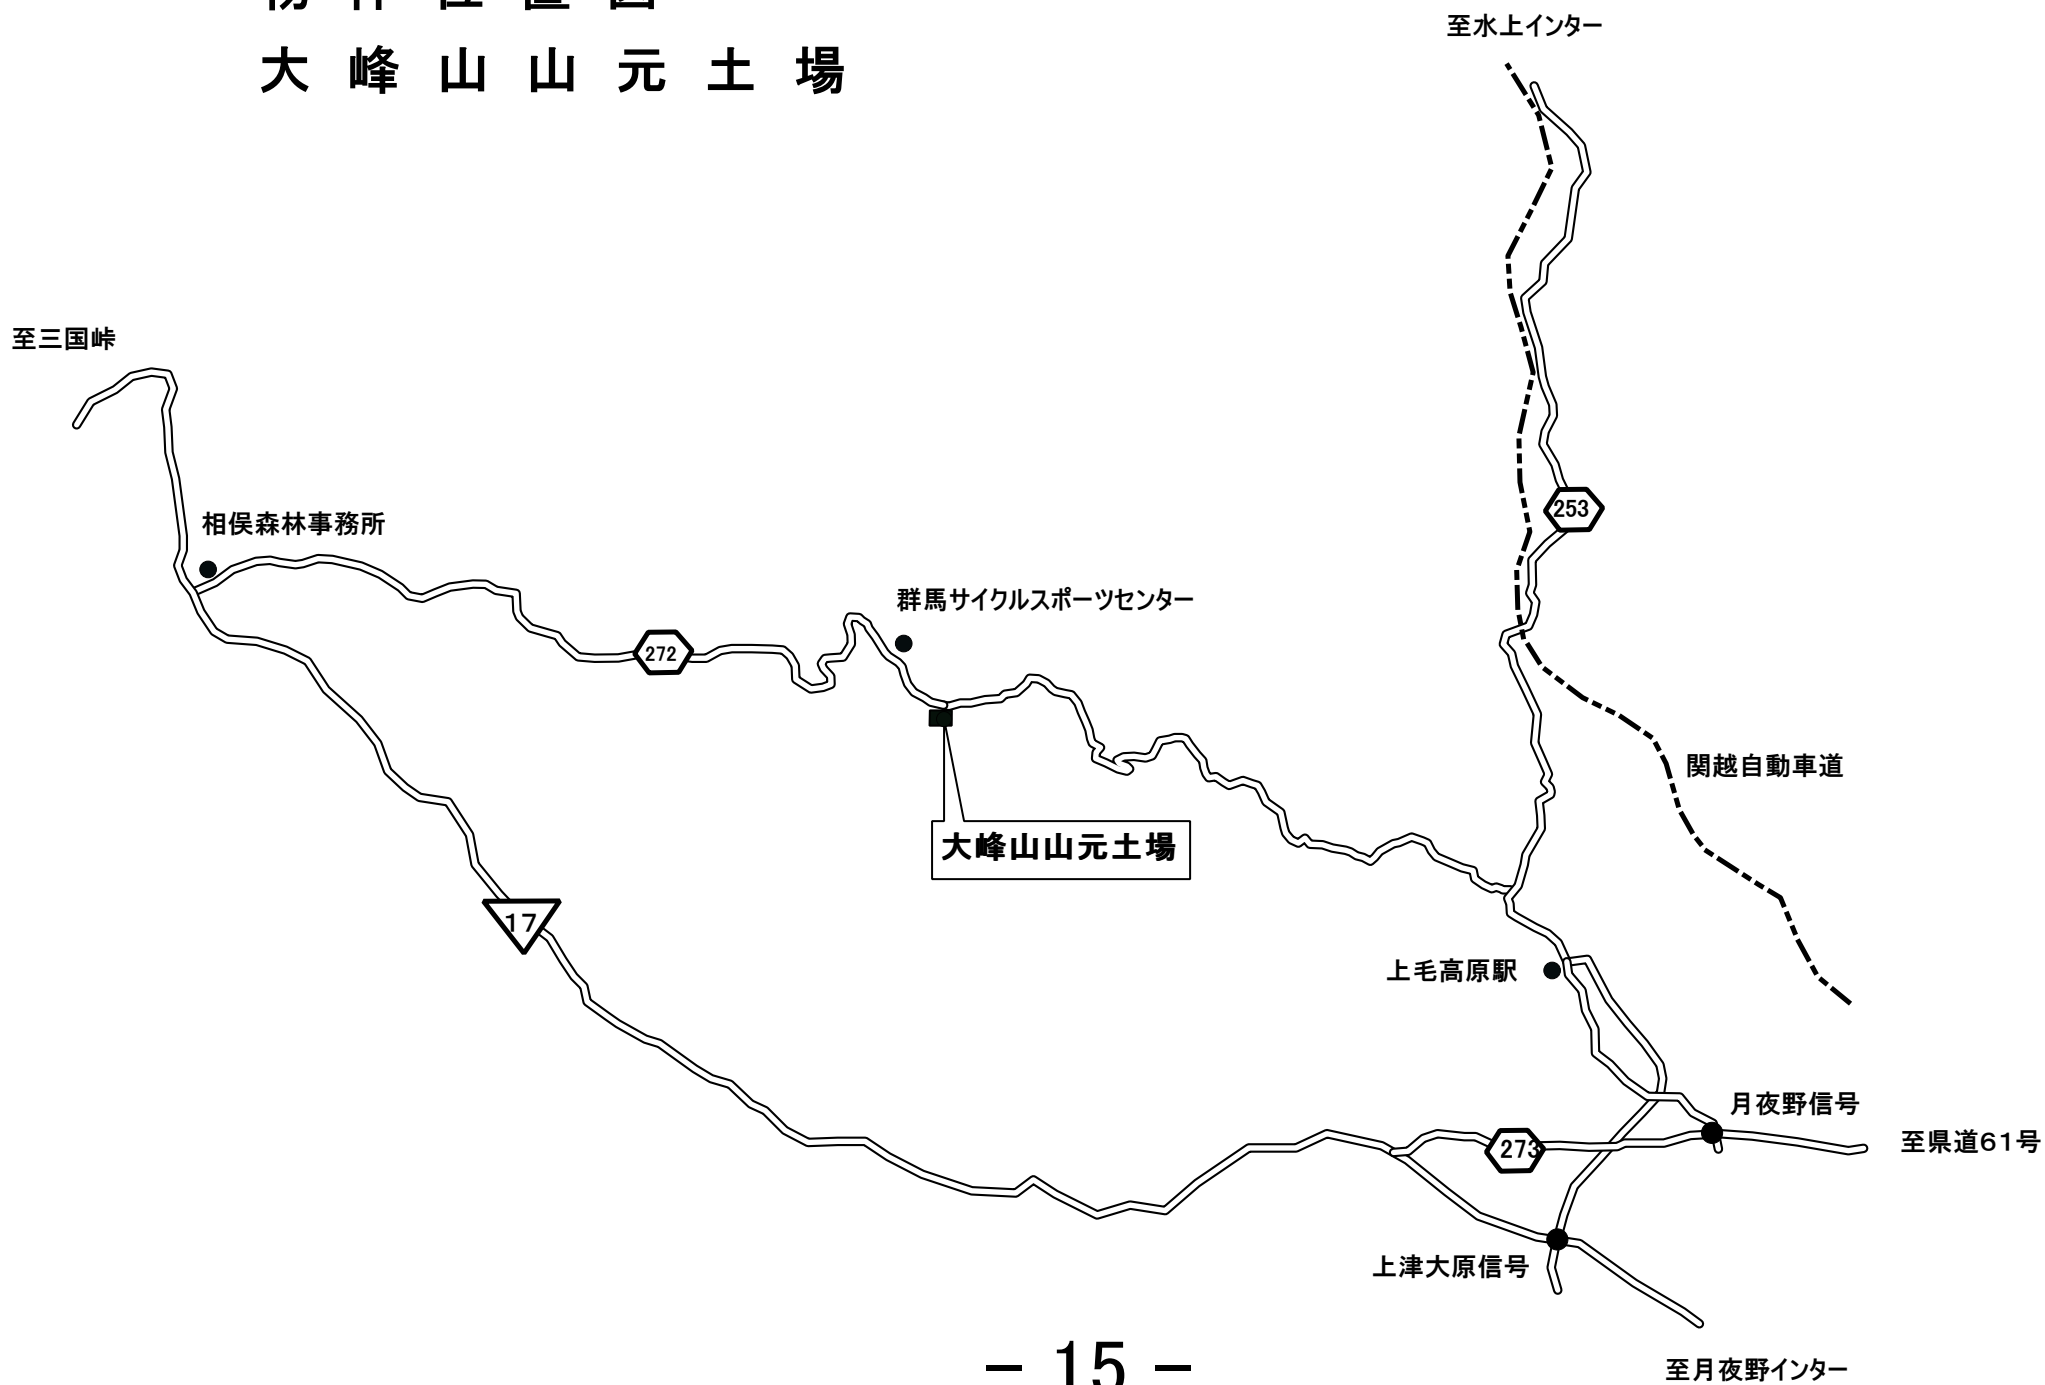 大峰山山元土場
至水上インター
至三国峠
253
相俣森林事務所
群馬サイクルスポーツセンター
272
関越自動車道
大峰山山元土場
17
上毛高原駅
月夜野信号
至県道61号
273
上津大原信号
－ 15 －
至月夜野インター